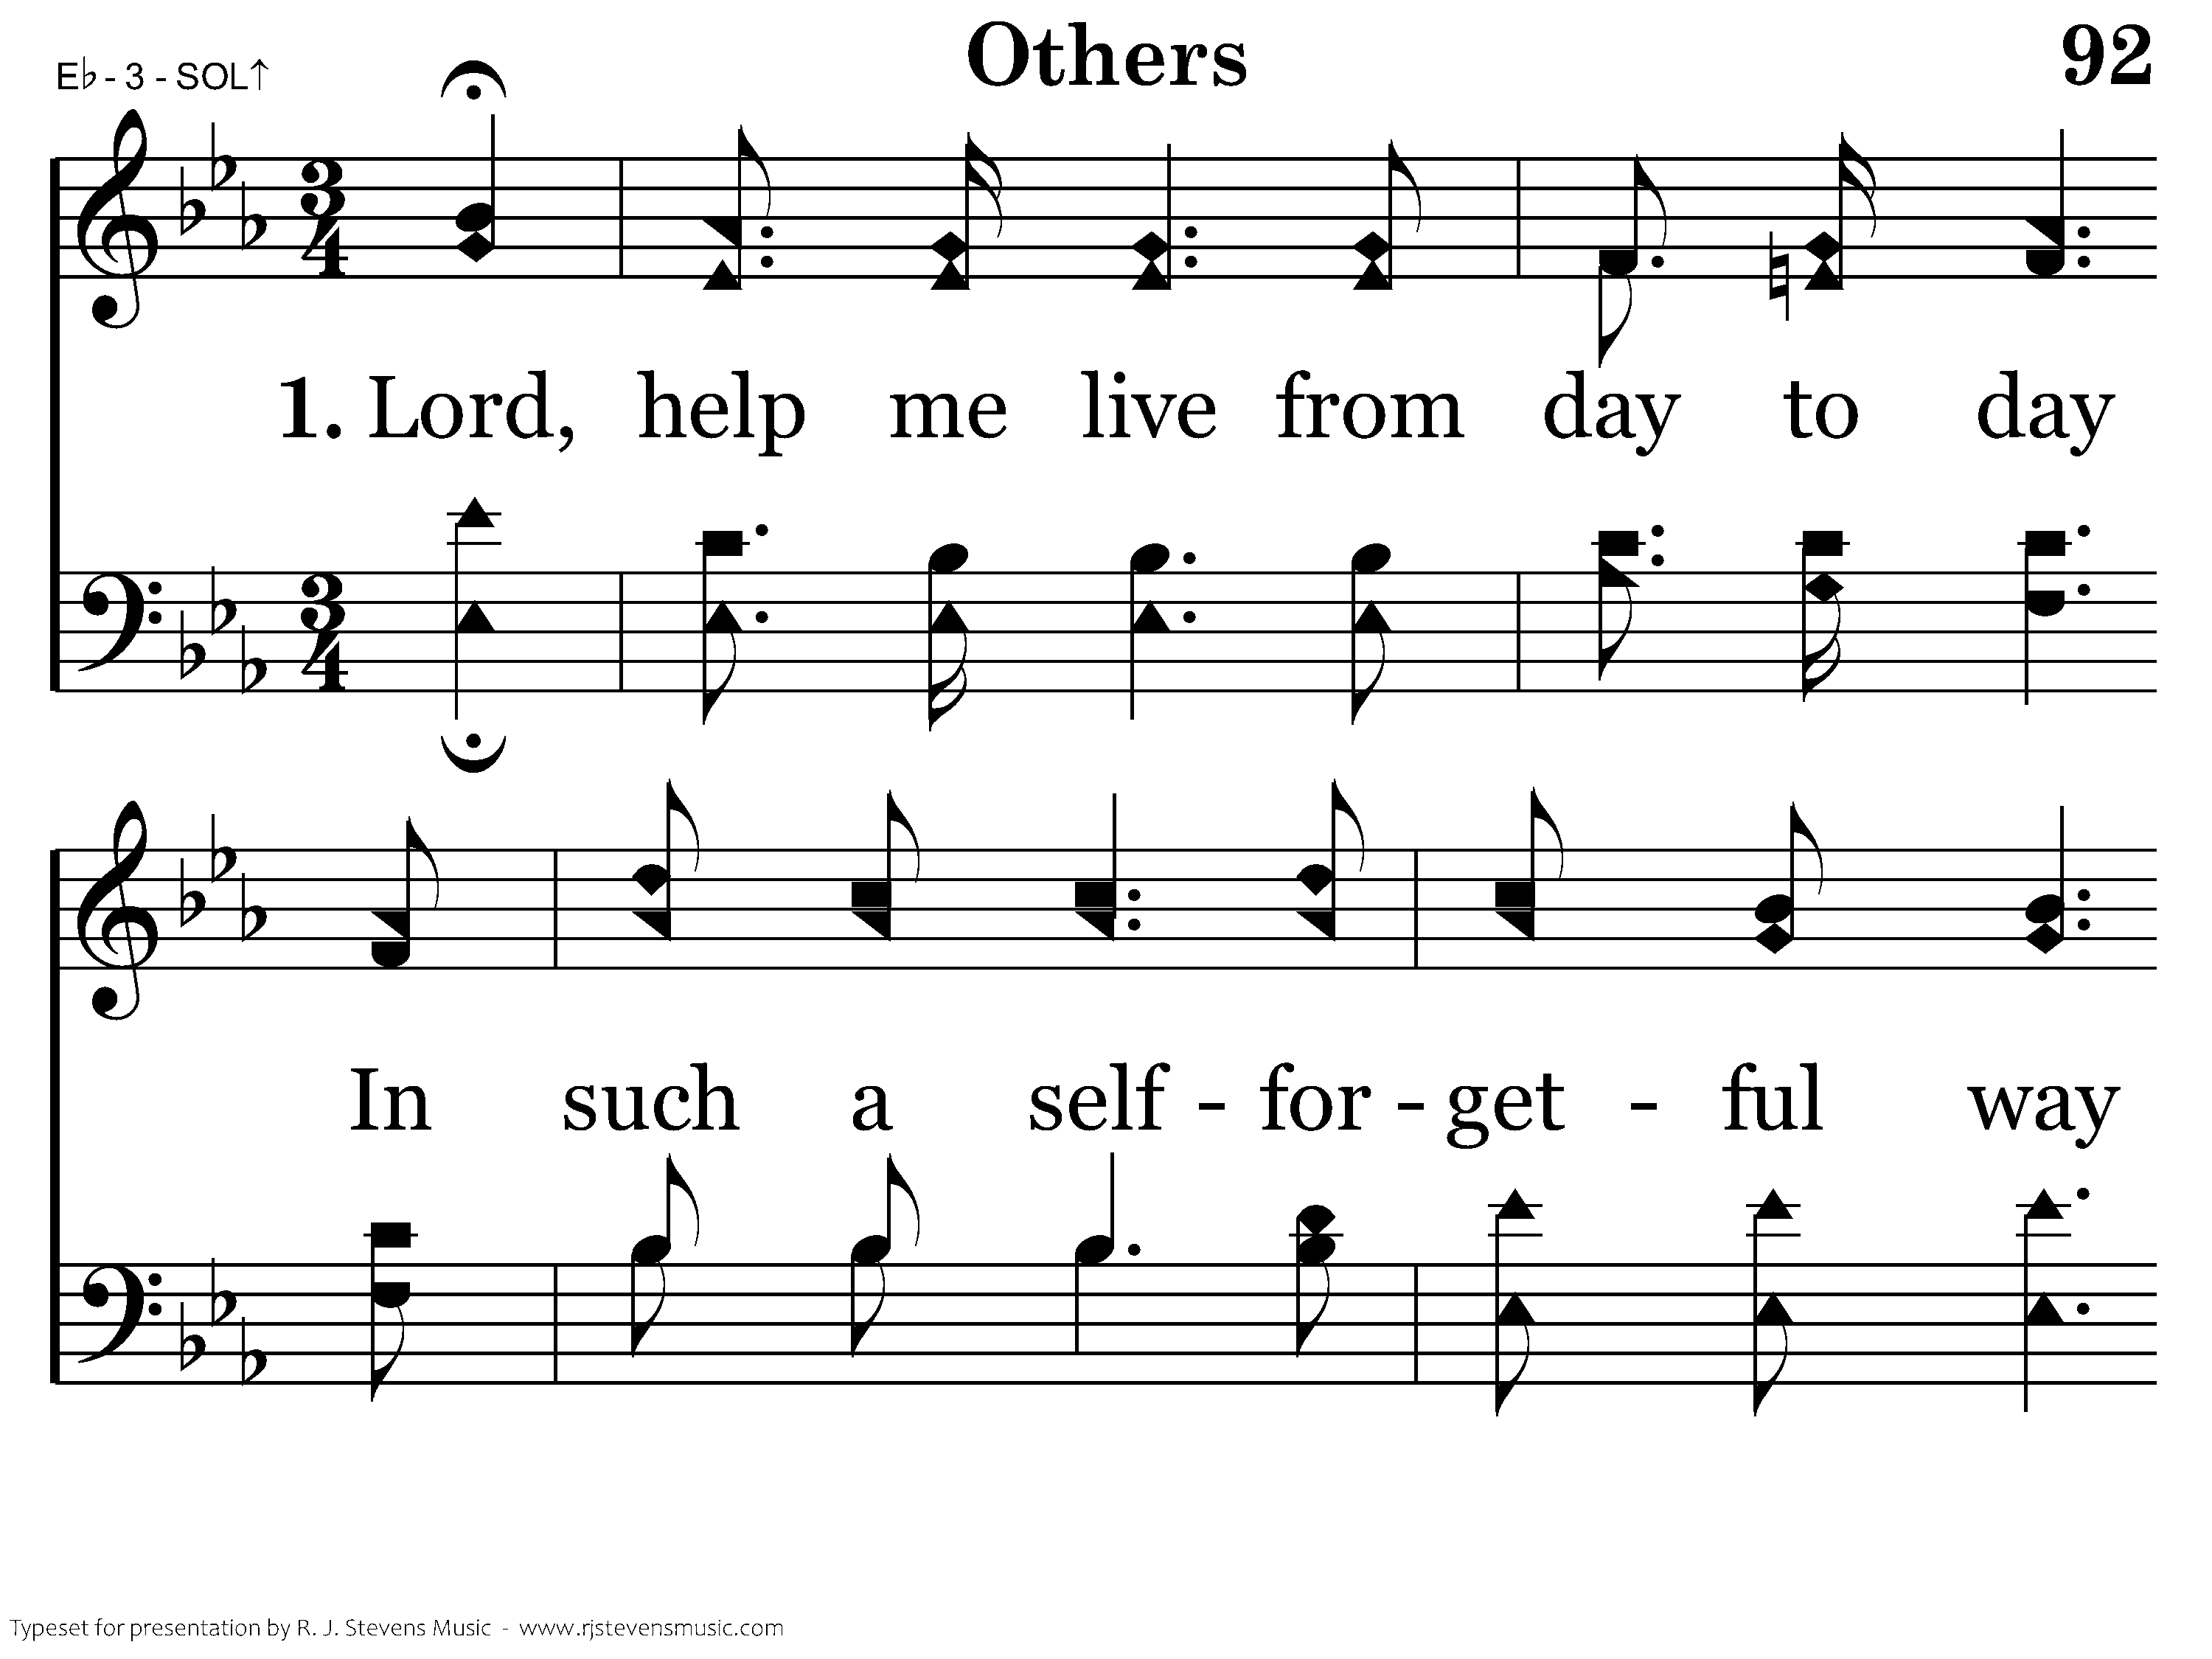 Others
92
E♭ - 3 - SOL↑
1. Lord, help me live from day to day
In such a self - for - get - ful way
Typeset for presentation by R. J. Stevens Music - www.rjstevensmusic.com